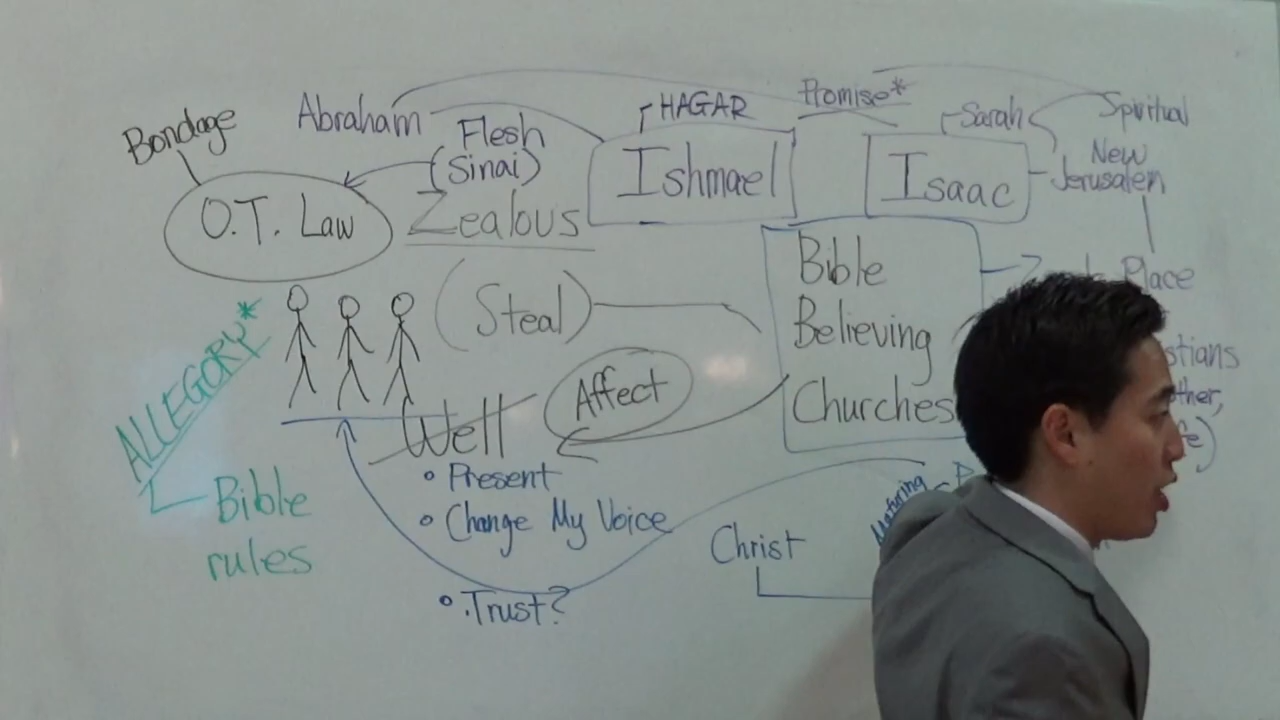 Bondage
Abraham
Flesh
(Sinai)
HAGAR
Promise*
Sarah
Spiritual
O.T. Law
Zealous
Ishmael
Isaac
New
Jerusalem
Place
(Steal)
Bible
Believing
Churches
ALLEGORY*
Affect
Well
Bible
rules
• Present
• Change My Voice
• Trust?
Christ
Maturing